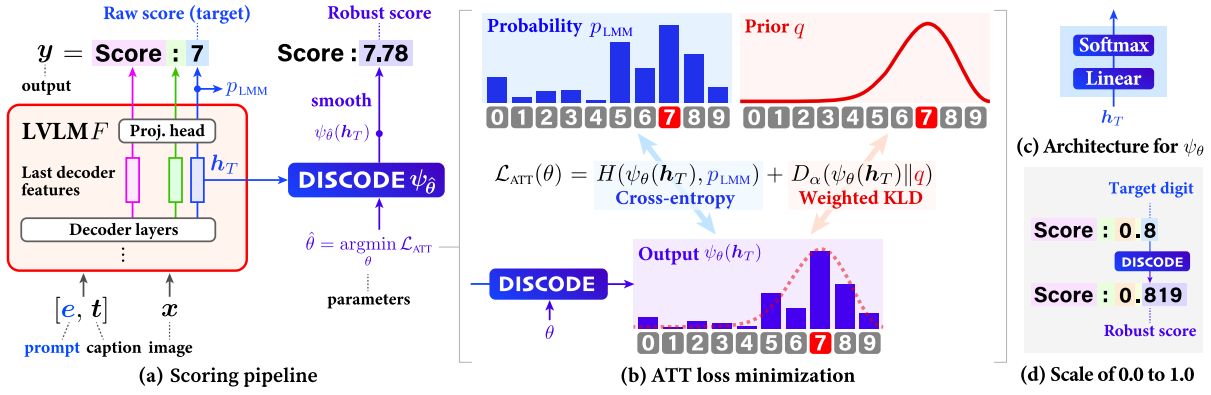 Raw score (target)
Robust score
y = Score : 7
Score : 7.78
output
p_LMM
smooth
ψ_θ̂(h_T)
LVLM F
Proj. head
Last decoder
features
h_T
DISCODE ψ_θ̂
Decoder layers
⋮
θ̂ = argmin L_ATT
θ
parameters
[e, t] x
prompt caption image
(a) Scoring pipeline
Probability p_LMM
0 1 2 3 4 5 6 7 8 9
Prior q
0 1 2 3 4 5 6 7 8 9
L_ATT(θ) = H(ψ_θ(h_T), p_LMM) + D_α(ψ_θ(h_T)∥q)
Cross-entropy
Weighted KLD
DISCODE
θ
Output ψ_θ(h_T)
0 1 2 3 4 5 6 7 8 9
(b) ATT loss minimization
Softmax
Linear
h_T
(c) Architecture for ψ_θ
Target digit
Score : 0.8
DISCODE
Score : 0.819
Robust score
(d) Scale of 0.0 to 1.0